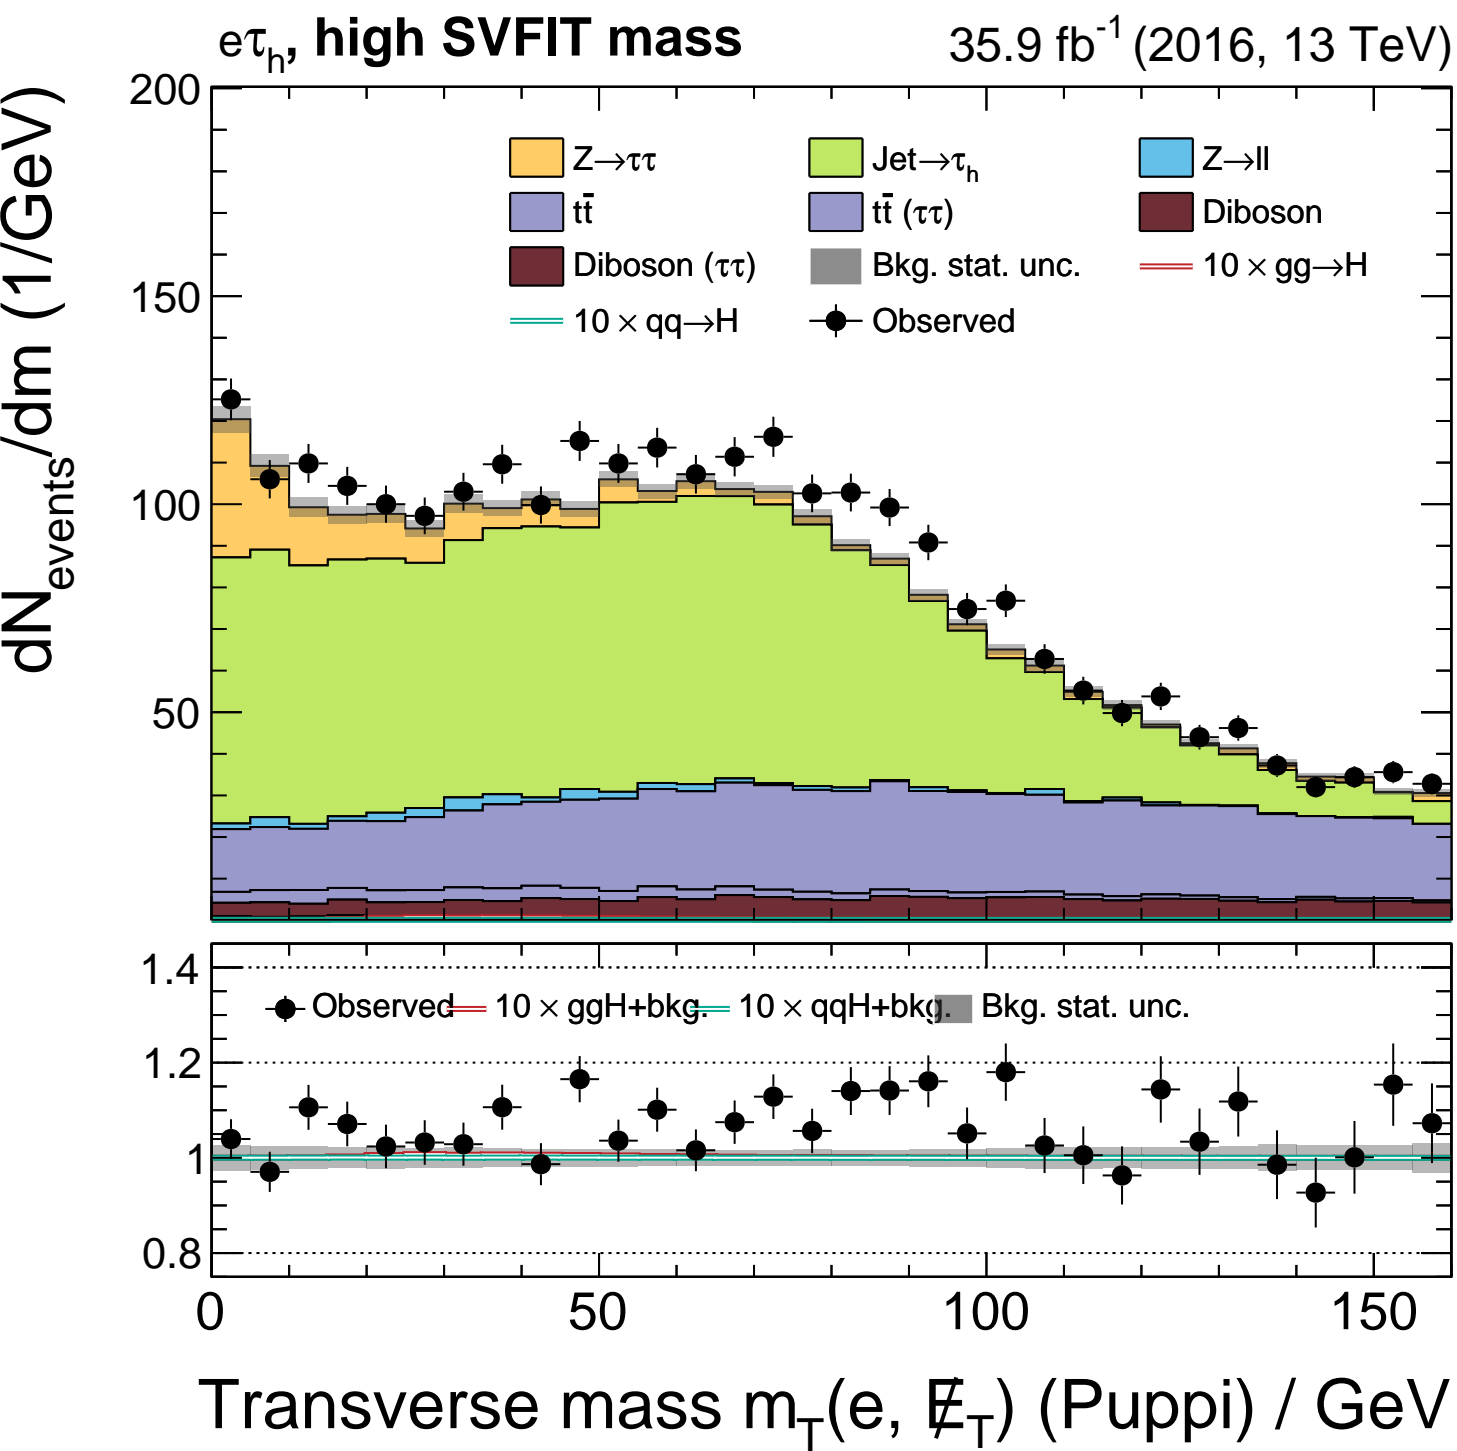 eτh, high SVFIT mass 35.9 fb-1 (2016, 13 TeV)
dNevents/dm (1/GeV)
200
150
100
50
Z→ττ Jet→τh Z→ll
tt̄ tt̄ (ττ) Diboson
Diboson (ττ) Bkg. stat. unc. 10 × gg→H
10 × qq→H Observed
1.4
1.2
1
0.8
Observed 10 × ggH+bkg. 10 × qqH+bkg. Bkg. stat. unc.
0 50 100 150
Transverse mass mT(e, E̸T) (Puppi) / GeV